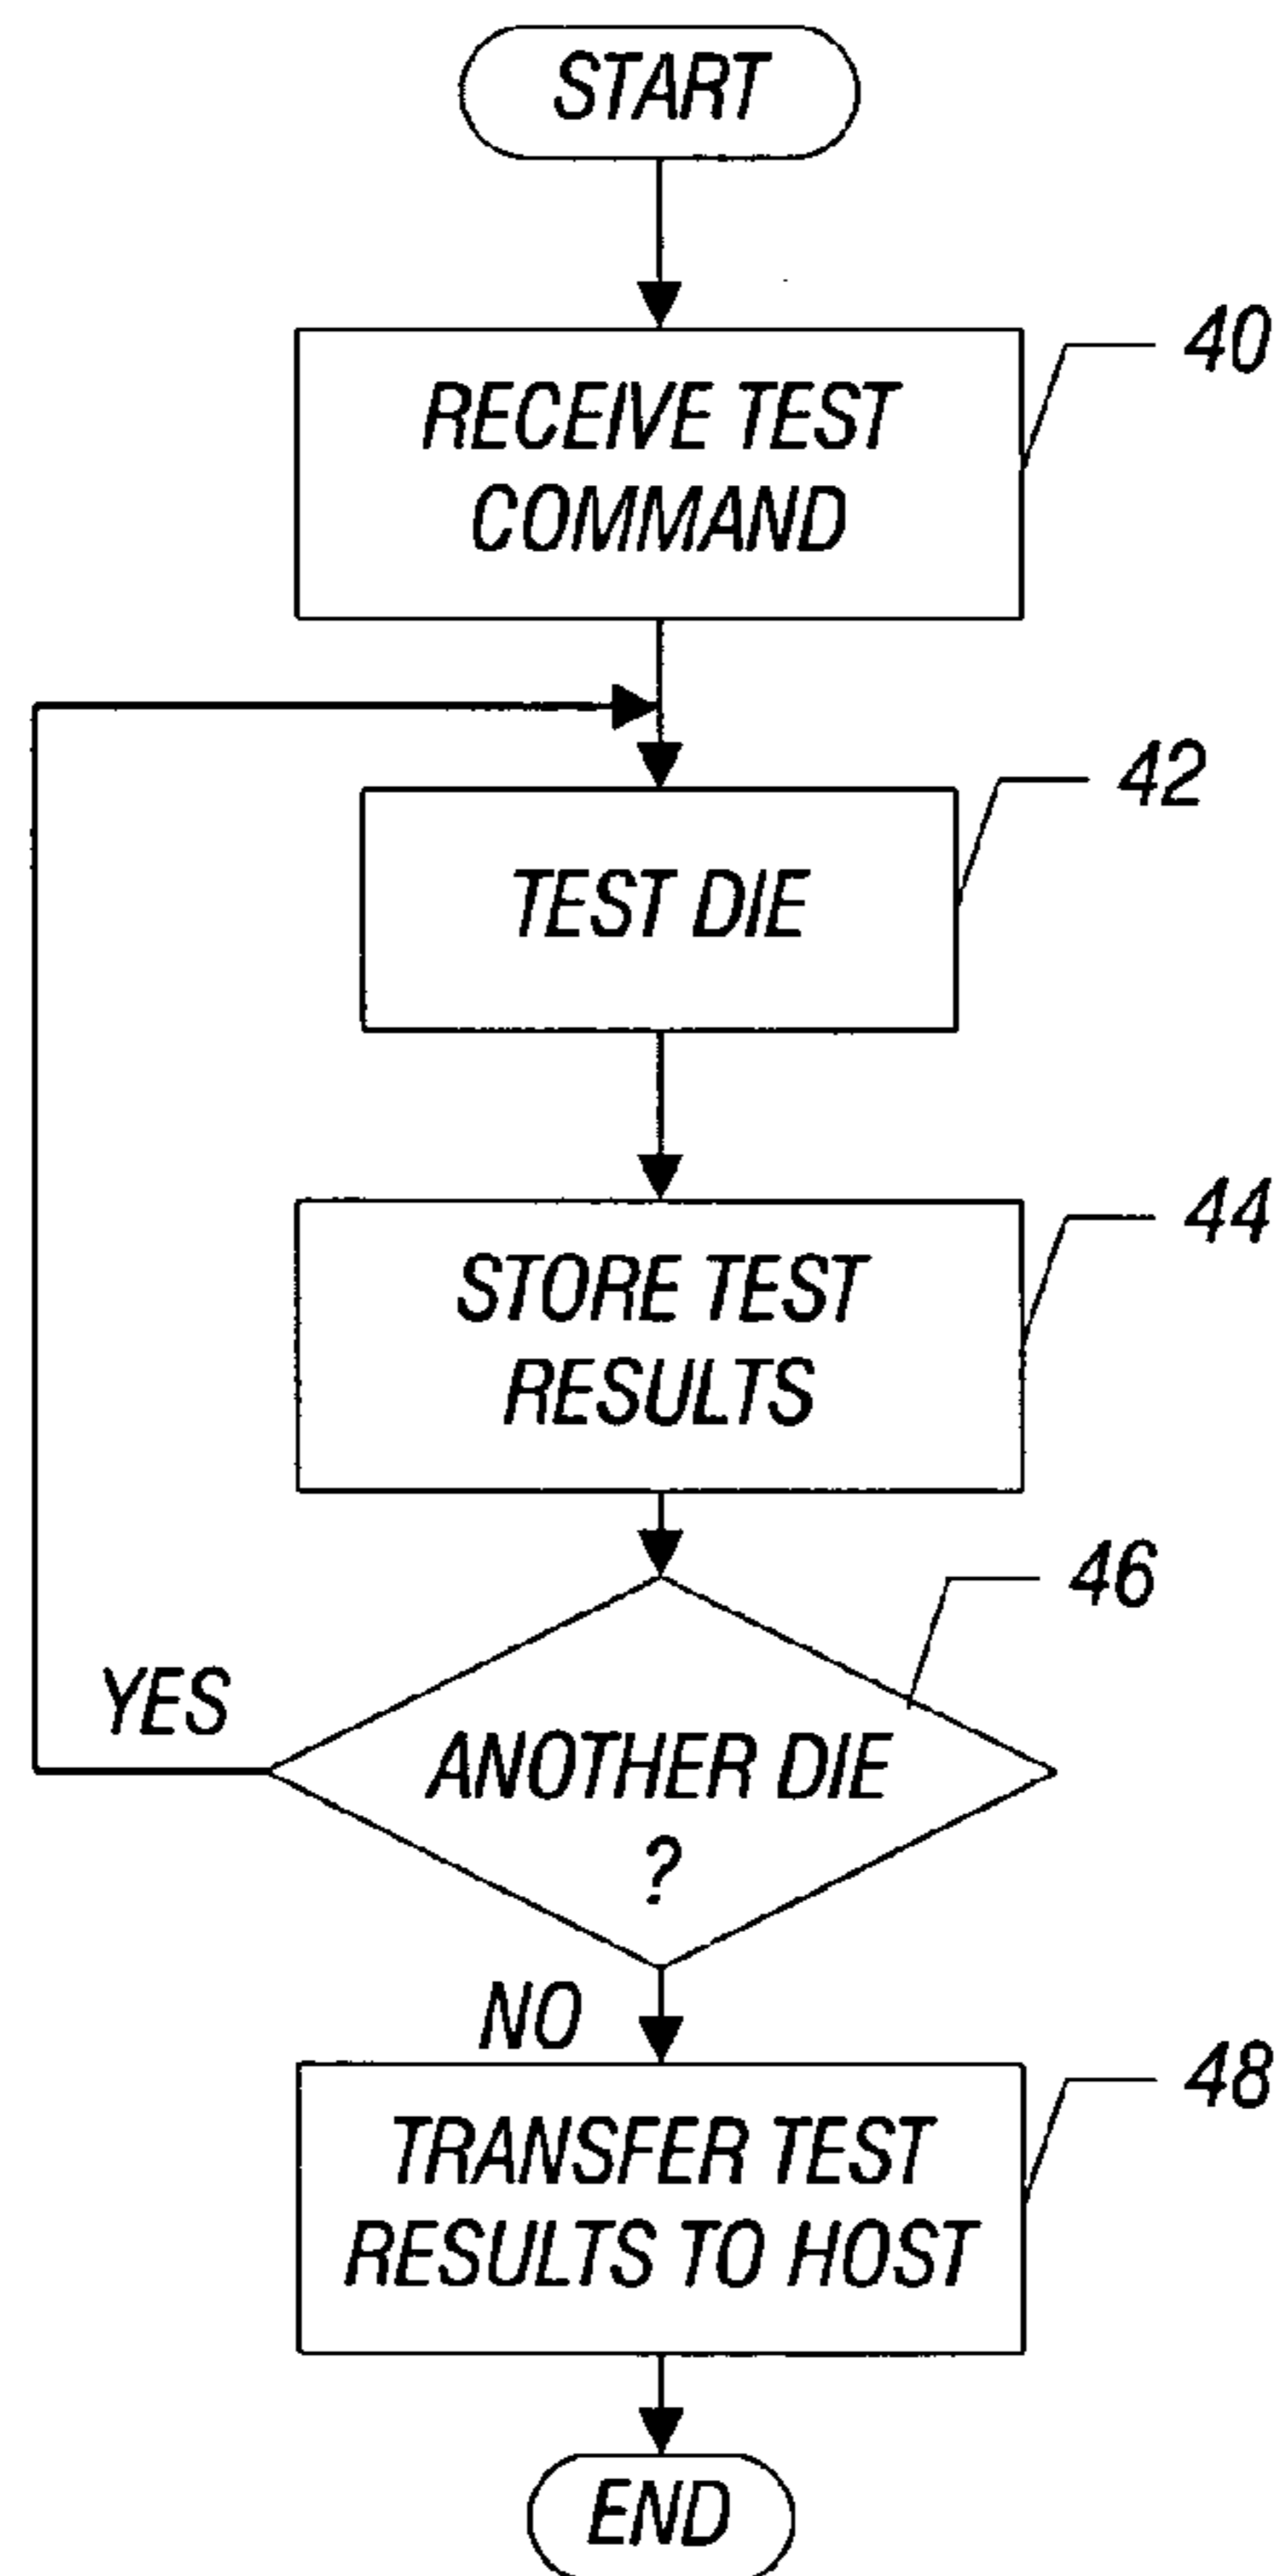 START
RECEIVE TEST
COMMAND
40
TEST DIE
42
STORE TEST
RESULTS
44
ANOTHER DIE
?
46
YES
NO
TRANSFER TEST
RESULTS TO HOST
48
END